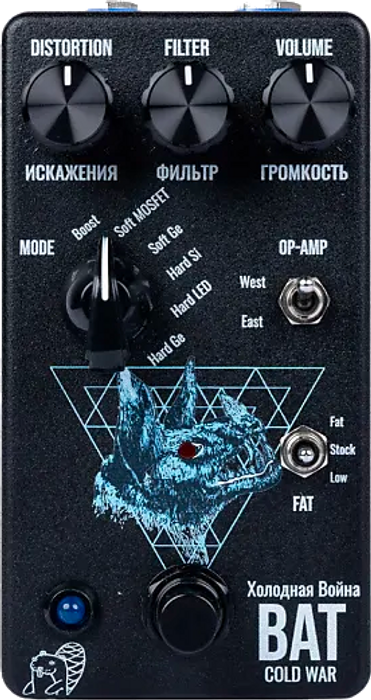 DISTORTION FILTER VOLUME
ИСКАЖЕНИЯ ФИЛЬТР ГРОМКОСТЬ
MODE
Boost
Soft MOSFET
Soft Ge
Hard Si
Hard LED
Hard Ge
OP-AMP
West
East
Fat
Stock
Low
FAT
Холодная Война
BAT
COLD WAR